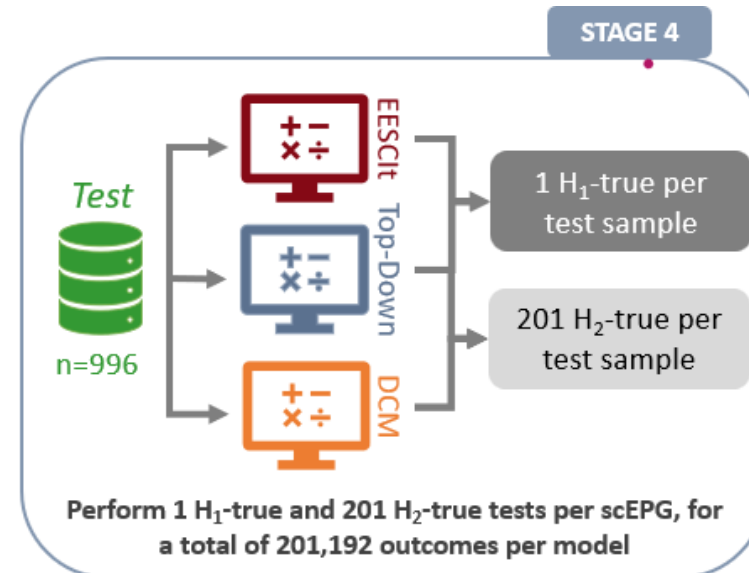 STAGE 4
Test
n=996
EESCIt
Top-Down
DCM
1 H₁-true per
test sample
201 H₂-true per
test sample
Perform 1 H₁-true and 201 H₂-true tests per scEPG, for
a total of 201,192 outcomes per model